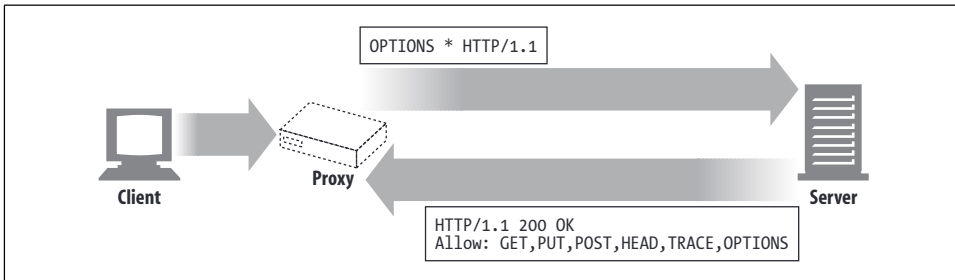 OPTIONS * HTTP/1.1
Client
Proxy
Server
HTTP/1.1 200 OK
Allow: GET,PUT,POST,HEAD,TRACE,OPTIONS